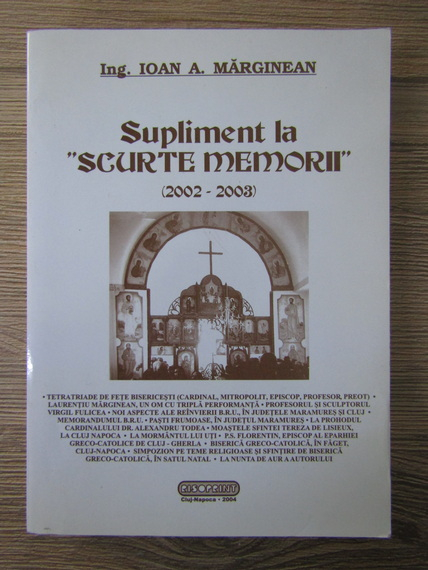 Ing. IOAN A. MĂRGINEAN
Supliment la
"SCURTE MEMORII"
(2002 - 2003)
• TETRATRIADE DE FEȚE BISERICEȘTI (CARDINAL, MITROPOLIT, EPISCOP, PROFESOR, PREOT) •
LAURENȚIU MĂRGINEAN, UN OM CU TRIPLĂ PERFORMANȚĂ • PROFESORUL ȘI SCULPTORUL
VIRGIL FULICEA • NOI ASPECTE ALE REÎNVIERII B.R.U., ÎN JUDEȚELE MARAMUREȘ ȘI CLUJ •
MEMORANDUMUL B.R.U. • PAȘTI FRUMOASE, ÎN JUDEȚUL MARAMUREȘ • LA PROHODUL
CARDINALULUI DR. ALEXANDRU TODEA • MOAȘTELE SFINTEI TEREZA DE LISIEUX,
LA CLUJ NAPOCA • LA MORMÂNTUL LUI UȚI • P.S. FLORENTIN, EPISCOP AL EPARHIEI
GRECO-CATOLICE DE CLUJ - GHERLA • BISERICĂ GRECO-CATOLICĂ, ÎN FĂGET,
CLUJ-NAPOCA • SIMPOZION PE TEME RELIGIOASE ȘI SFINȚIRE DE BISERICĂ
GRECO-CATOLICĂ, ÎN SATUL NATAL • LA NUNTA DE AUR A AUTORULUI
RISOPRINT
Cluj-Napoca • 2004